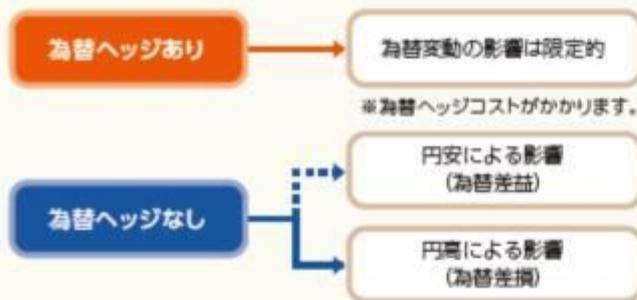 為替ヘッジあり
為替変動の影響は限定的
※為替ヘッジコストがかかります。
円安による影響
(為替差益)
為替ヘッジなし
円高による影響
(為替差損)